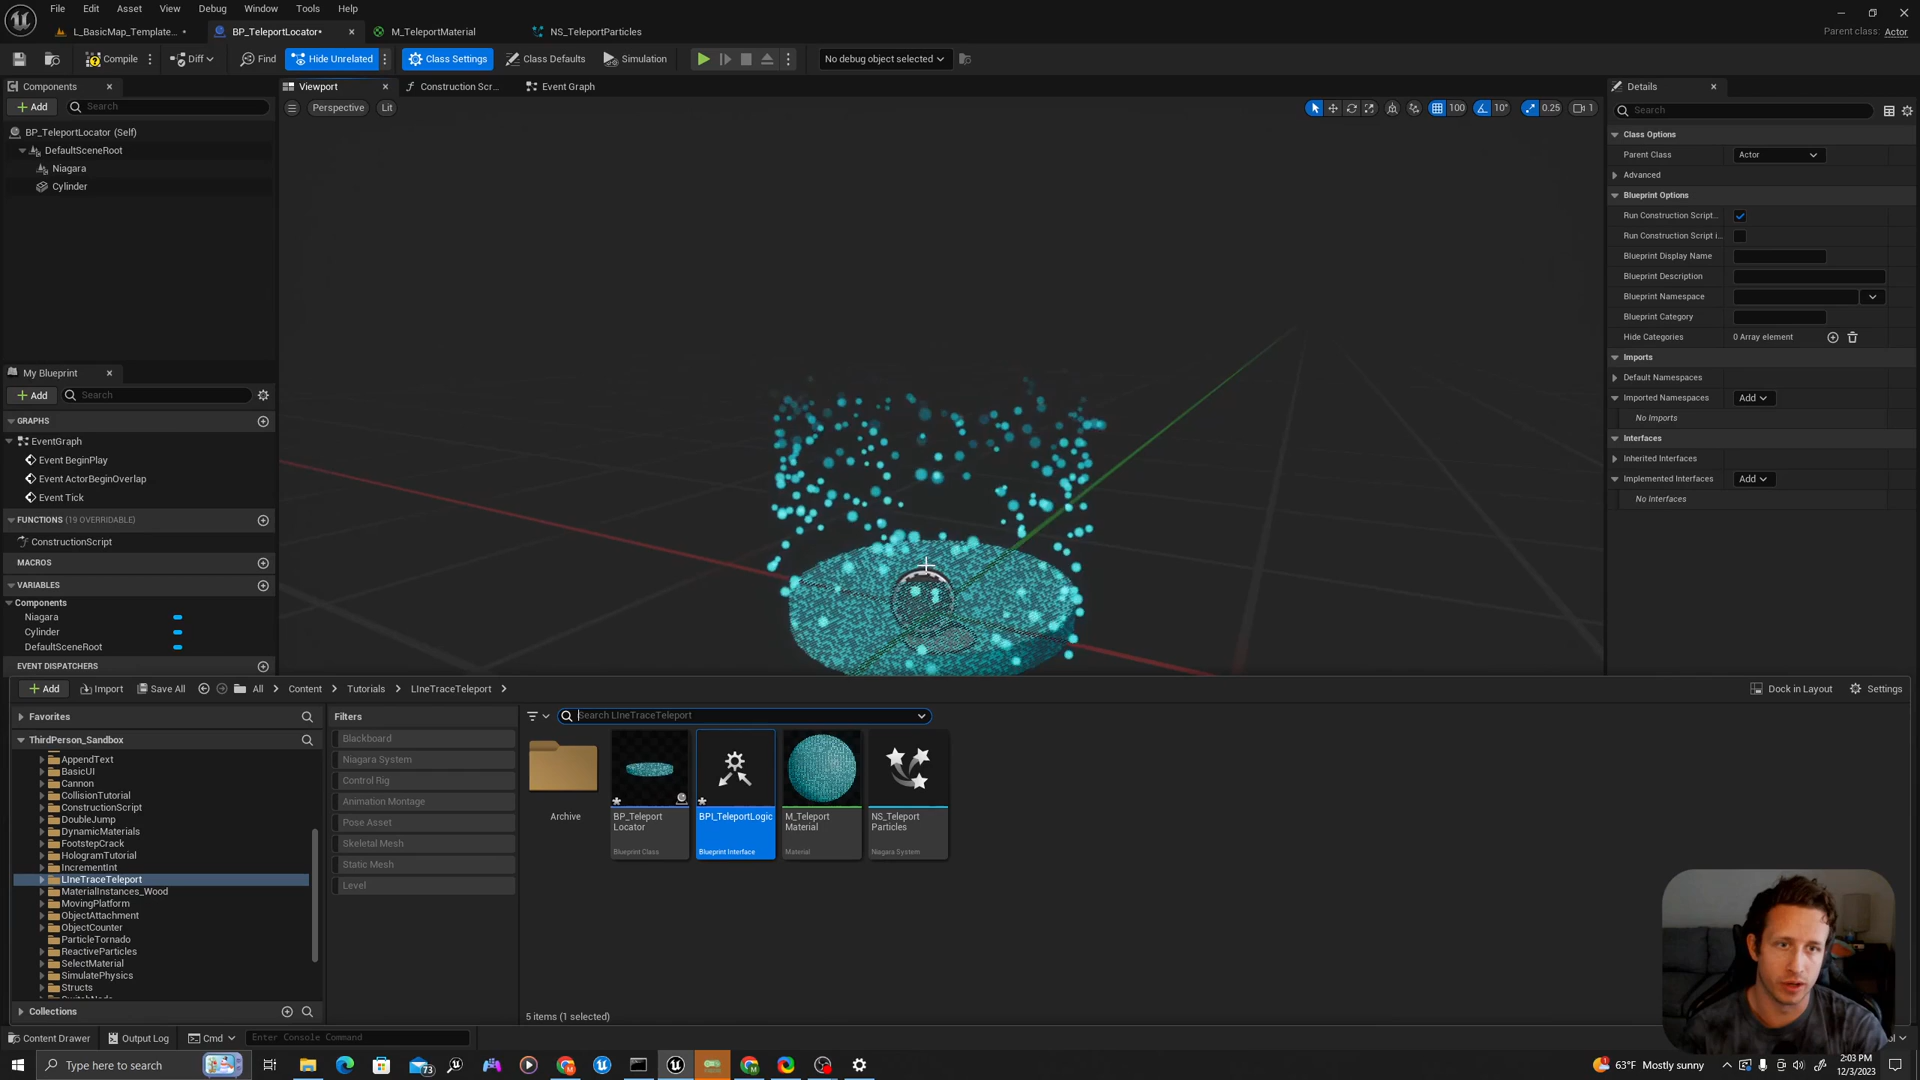 File Edit Asset View Debug Window Tools Help
L_BasicMap_Template... •
BP_TeleportLocator•
M_TeleportMaterial
NS_TeleportParticles
Parent class: Actor
Compile
Diff
Find
Hide Unrelated
Class Settings
Class Defaults
Simulation
No debug object selected
Components
Add
Search
BP_TeleportLocator (Self)
DefaultSceneRoot
Niagara
Cylinder
Viewport
Construction Scr...
Event Graph
Perspective
Lit
100
10°
0.25
1
My Blueprint
Add
Search
GRAPHS
EventGraph
Event BeginPlay
Event ActorBeginOverlap
Event Tick
FUNCTIONS (19 OVERRIDABLE)
ConstructionScript
MACROS
VARIABLES
Components
Niagara
Cylinder
DefaultSceneRoot
EVENT DISPATCHERS
Details
Search
Class Options
Parent Class Actor
Advanced
Blueprint Options
Run Construction Script...
Run Construction Script i...
Blueprint Display Name
Blueprint Description
Blueprint Namespace
Blueprint Category
Hide Categories 0 Array element
Imports
Default Namespaces
Imported Namespaces Add
No Imports
Interfaces
Inherited Interfaces
Implemented Interfaces Add
No Interfaces
Add
Import
Save All
All
Content
Tutorials
LIneTraceTeleport
Dock in Layout
Settings
Favorites
ThirdPerson_Sandbox
AppendText
BasicUI
Cannon
CollisionTutorial
ConstructionScript
DoubleJump
DynamicMaterials
FootstepCrack
HologramTutorial
IncrementInt
LIneTraceTeleport
MaterialInstances_Wood
MovingPlatform
ObjectAttachment
ObjectCounter
ParticleTornado
ReactiveParticles
SelectMaterial
SimulatePhysics
Structs
Collections
Filters
Blackboard
Niagara System
Control Rig
Animation Montage
Pose Asset
Skeletal Mesh
Static Mesh
Level
Search LIneTraceTeleport
Archive
BP_Teleport
Locator
Blueprint Class
BPI_TeleportLogic
Blueprint Interface
M_Teleport
Material
Material
NS_Teleport
Particles
Niagara System
5 items (1 selected)
Content Drawer
Output Log
Cmd
Enter Console Command
Type here to search
73
1
63°F Mostly sunny
2:03 PM
12/3/2023